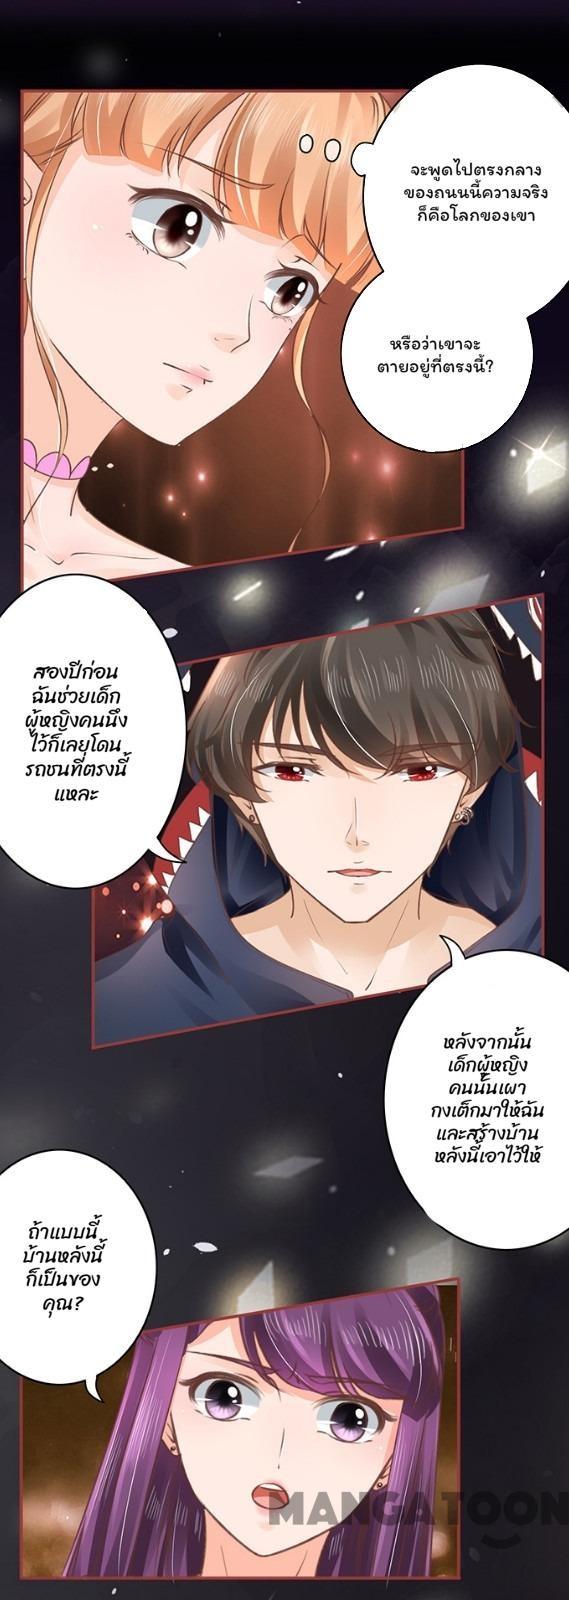 จะพูดไปตรงกลาง
ของถนนนี้ความจริง
ก็คือโลกของเขา
หรือว่าเขาจะ
ตายอยู่ที่ตรงนี้?
สองปีก่อน
ฉันช่วยเด็ก
ผู้หญิงคนนึง
ไว้ก็เลยโดน
รถชนที่ตรงนี้
แหละ
หลังจากนั้น
เด็กผู้หญิง
คนนั้นเผา
กงเต็กมาให้ฉัน
และสร้างบ้าน
หลังนี้เอาไว้ให้
ถ้าแบบนี้
บ้านหลังนี้
ก็เป็นของ
คุณ?
MANGATOON